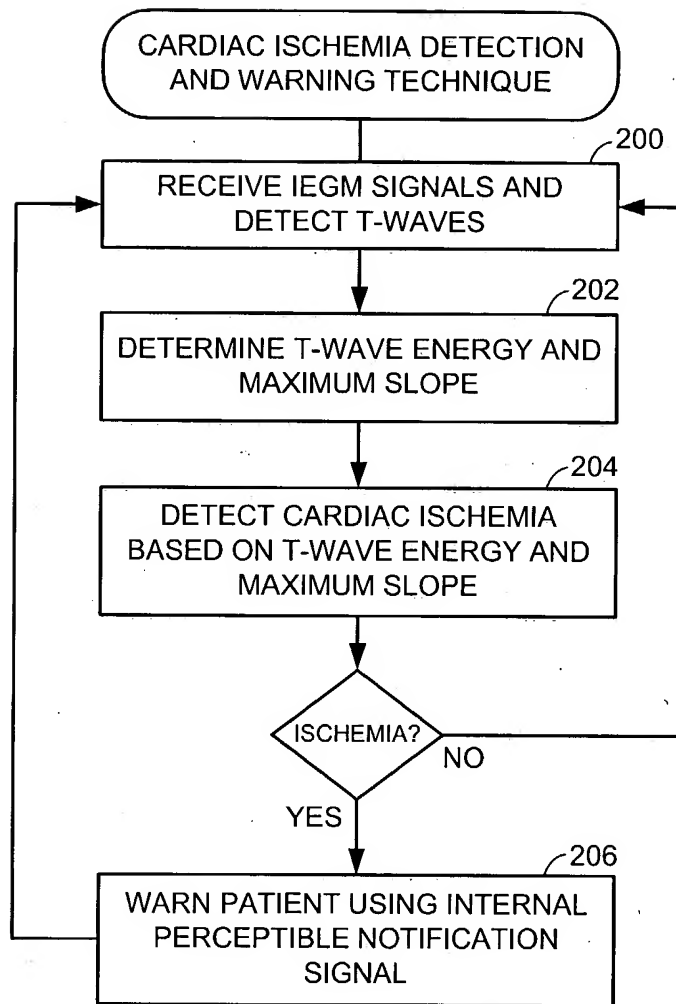 CARDIAC ISCHEMIA DETECTION
AND WARNING TECHNIQUE
200
RECEIVE IEGM SIGNALS AND
DETECT T-WAVES
202
DETERMINE T-WAVE ENERGY AND
MAXIMUM SLOPE
204
DETECT CARDIAC ISCHEMIA
BASED ON T-WAVE ENERGY AND
MAXIMUM SLOPE
ISCHEMIA?
NO
YES
206
WARN PATIENT USING INTERNAL
PERCEPTIBLE NOTIFICATION
SIGNAL